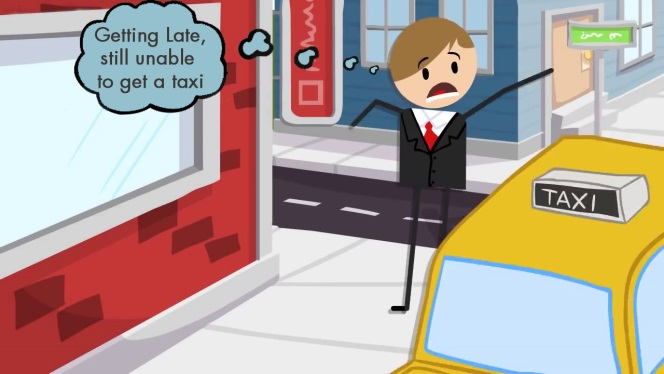 Getting Late,
still unable
to get a taxi
TAXI